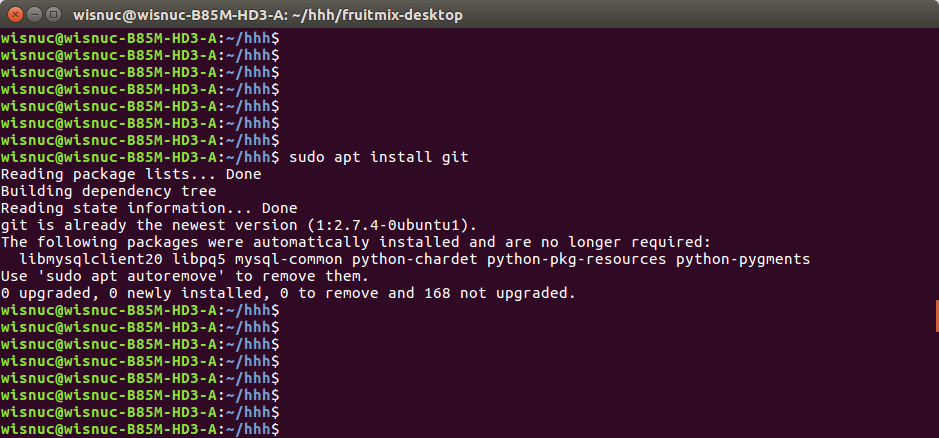 wisnuc@wisnuc-B85M-HD3-A: ~/hhh/fruitmix-desktop
wisnuc@wisnuc-B85M-HD3-A:~/hhh$
wisnuc@wisnuc-B85M-HD3-A:~/hhh$
wisnuc@wisnuc-B85M-HD3-A:~/hhh$
wisnuc@wisnuc-B85M-HD3-A:~/hhh$
wisnuc@wisnuc-B85M-HD3-A:~/hhh$
wisnuc@wisnuc-B85M-HD3-A:~/hhh$
wisnuc@wisnuc-B85M-HD3-A:~/hhh$
wisnuc@wisnuc-B85M-HD3-A:~/hhh$ sudo apt install git
Reading package lists... Done
Building dependency tree
Reading state information... Done
git is already the newest version (1:2.7.4-0ubuntu1).
The following packages were automatically installed and are no longer required:
  libmysqlclient20 libpq5 mysql-common python-chardet python-pkg-resources python-pygments
Use 'sudo apt autoremove' to remove them.
0 upgraded, 0 newly installed, 0 to remove and 168 not upgraded.
wisnuc@wisnuc-B85M-HD3-A:~/hhh$
wisnuc@wisnuc-B85M-HD3-A:~/hhh$
wisnuc@wisnuc-B85M-HD3-A:~/hhh$
wisnuc@wisnuc-B85M-HD3-A:~/hhh$
wisnuc@wisnuc-B85M-HD3-A:~/hhh$
wisnuc@wisnuc-B85M-HD3-A:~/hhh$
wisnuc@wisnuc-B85M-HD3-A:~/hhh$
wisnuc@wisnuc-B85M-HD3-A:~/hhh$